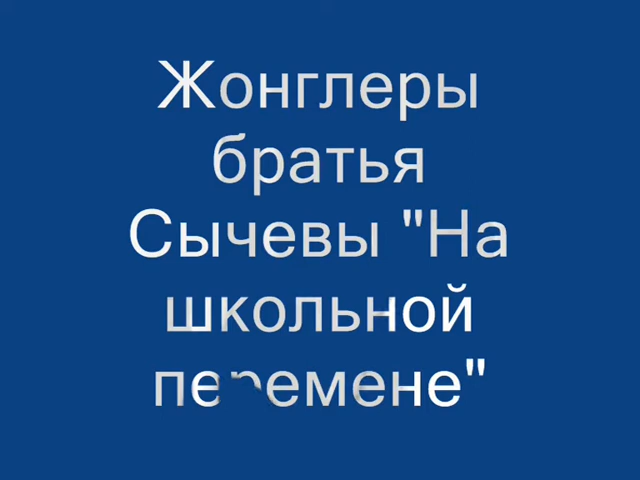 Жонглеры
братья
Сычевы "На
школьной
перемене"